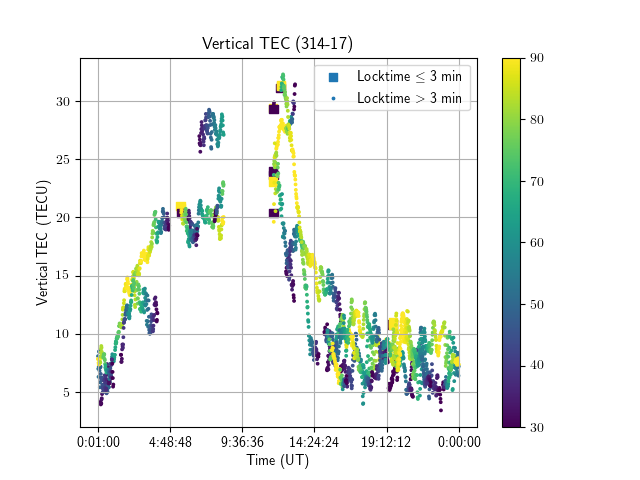 Vertical TEC (314-17)
Locktime ≤ 3 min
Locktime > 3 min
Vertical TEC (TECU)
30
25
20
15
10
5
0:01:00 4:48:48 9:36:36 14:24:24 19:12:12 0:00:00
Time (UT)
90
80
70
60
50
40
30